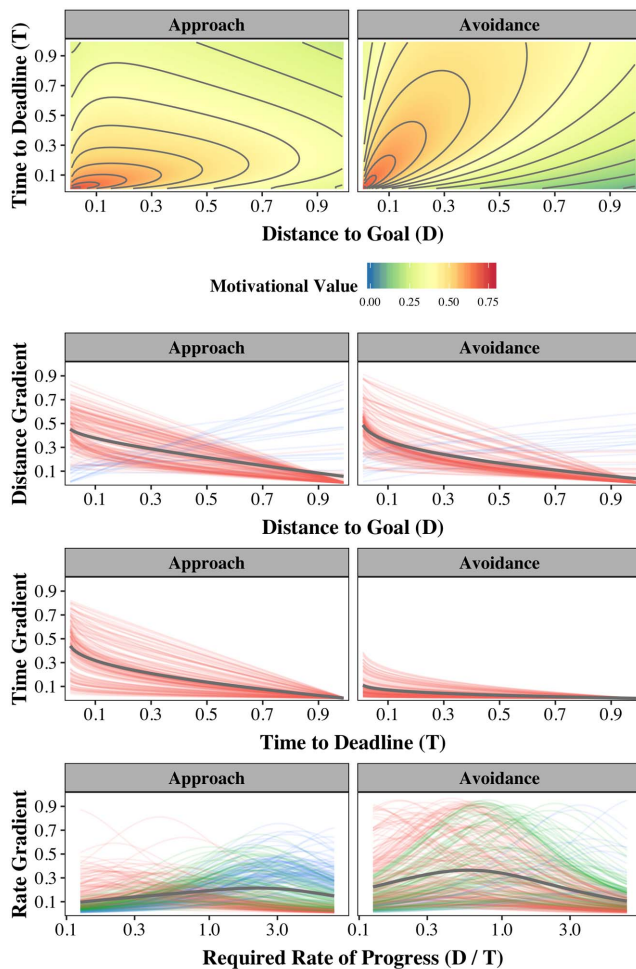 Approach Avoidance
Time to Deadline (T)
0.9
0.7
0.5
0.3
0.1
0.1 0.3 0.5 0.7 0.9 0.1 0.3 0.5 0.7 0.9
Distance to Goal (D)
Motivational Value
0.00 0.25 0.50 0.75
Approach Avoidance
Distance Gradient
0.9
0.7
0.5
0.3
0.1
0.1 0.3 0.5 0.7 0.9 0.1 0.3 0.5 0.7 0.9
Distance to Goal (D)
Approach Avoidance
Time Gradient
0.9
0.7
0.5
0.3
0.1
0.1 0.3 0.5 0.7 0.9 0.1 0.3 0.5 0.7 0.9
Time to Deadline (T)
Approach Avoidance
Rate Gradient
0.9
0.7
0.5
0.3
0.1
0.1 0.3 1.0 3.0 0.1 0.3 1.0 3.0
Required Rate of Progress (D / T)